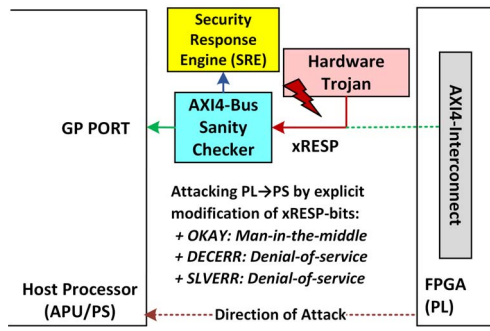 Security
Response
Engine (SRE)
Hardware
Trojan
GP PORT
AXI4-Bus
Sanity
Checker
xRESP
AXI4-Interconnect
Attacking PL→PS by explicit
modification of xRESP-bits:
+ OKAY: Man-in-the-middle
+ DECERR: Denial-of-service
+ SLVERR: Denial-of-service
Host Processor
(APU/PS)
Direction of Attack
FPGA
(PL)